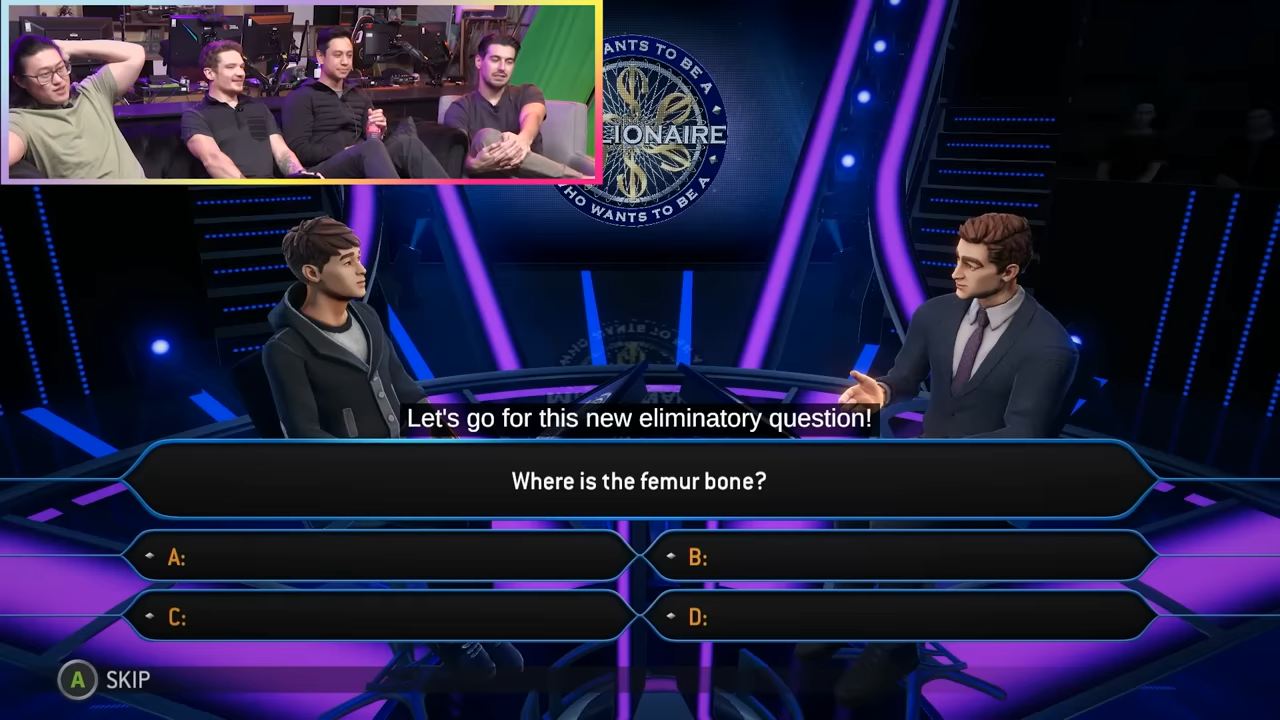 ANTS TO BE A
LIONAIRE
HO WANTS TO BE A
Let's go for this new eliminatory question!
Where is the femur bone?
A:
B:
C:
D:
A SKIP